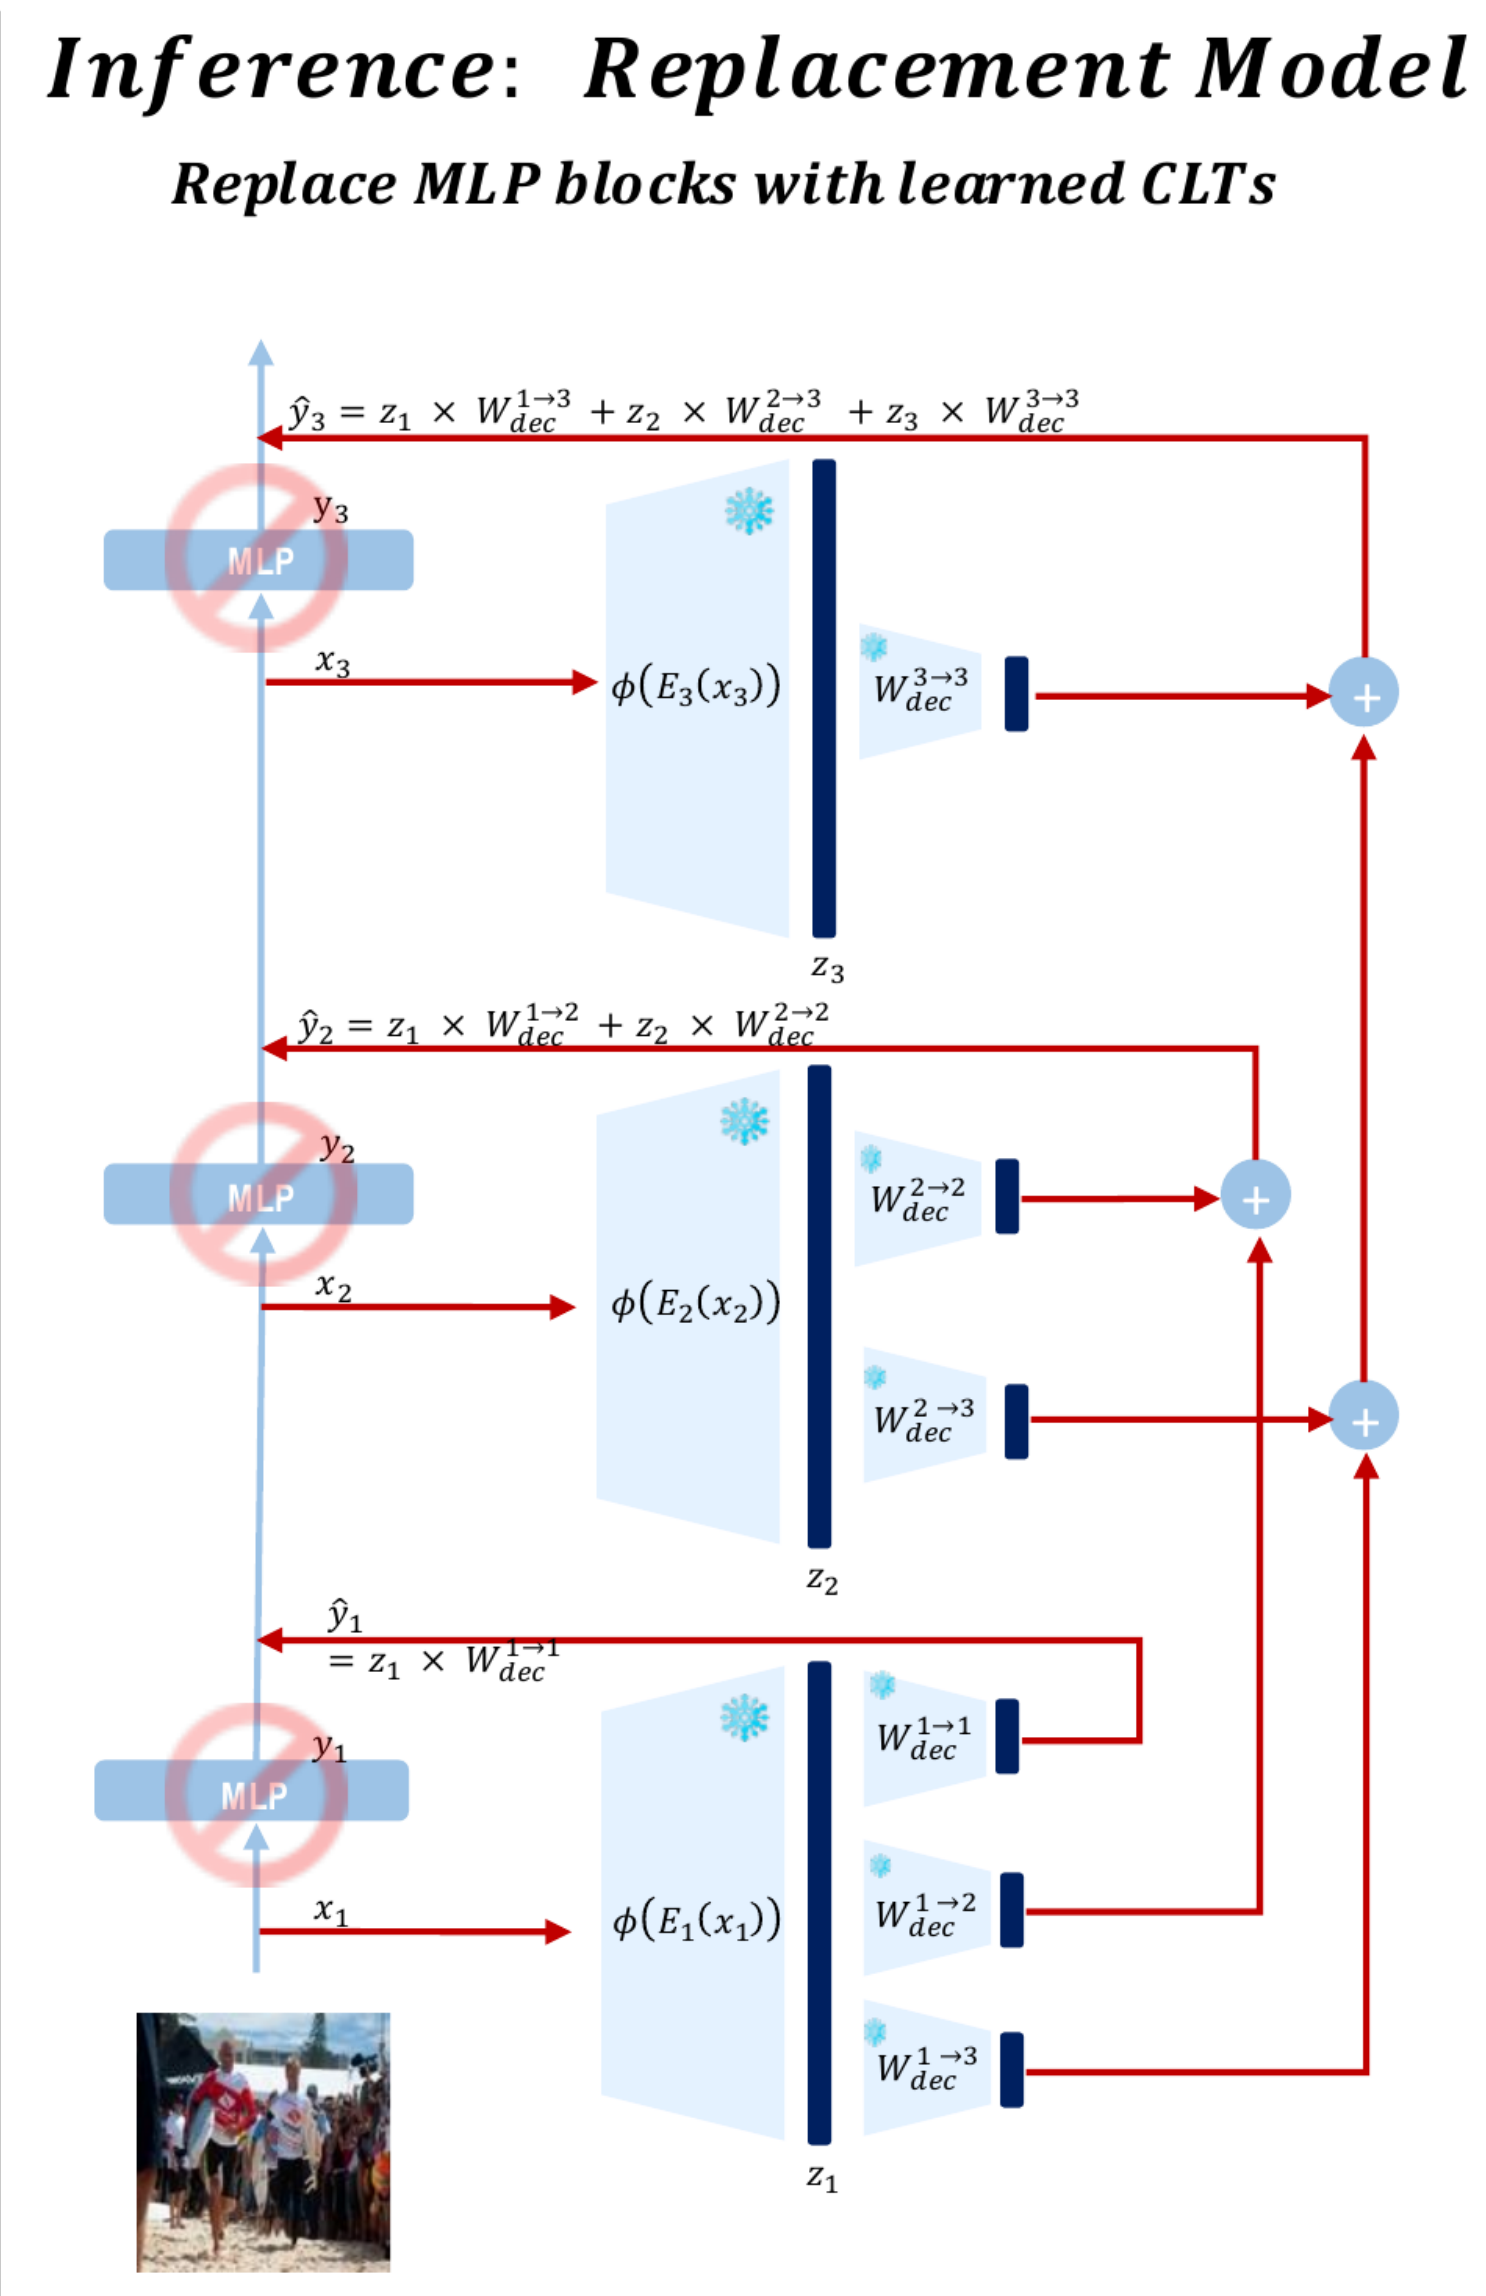 Inference: Replacement Model
Replace MLP blocks with learned CLTs
ŷ₃ = z₁ × W_dec^{1→3} + z₂ × W_dec^{2→3} + z₃ × W_dec^{3→3}
y₃
MLP
x₃
ϕ(E₃(x₃))
W_dec^{3→3}
+
z₃
ŷ₂ = z₁ × W_dec^{1→2} + z₂ × W_dec^{2→2}
y₂
MLP
x₂
ϕ(E₂(x₂))
W_dec^{2→2}
+
W_dec^{2→3}
+
z₂
ŷ₁
= z₁ × W_dec^{1→1}
y₁
MLP
x₁
ϕ(E₁(x₁))
W_dec^{1→1}
W_dec^{1→2}
W_dec^{1→3}
z₁